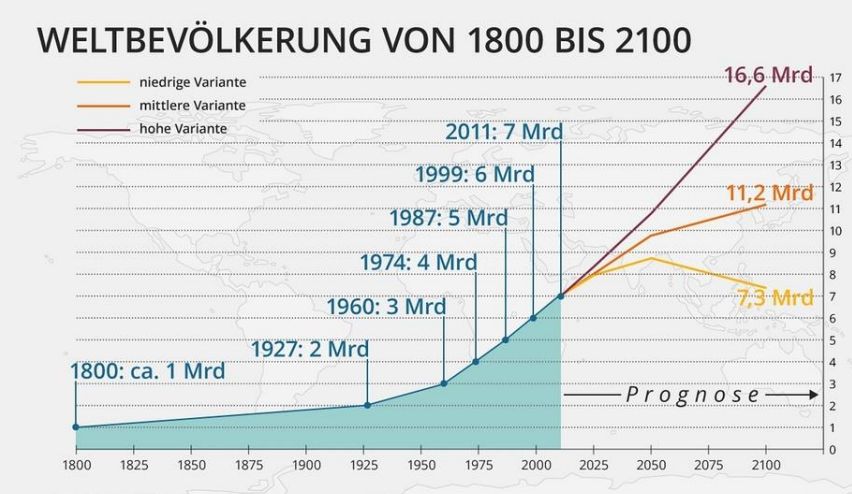 WELTBEVÖLKERUNG VON 1800 BIS 2100
niedrige Variante
mittlere Variante
hohe Variante
16,6 Mrd
11,2 Mrd
7,3 Mrd
2011: 7 Mrd
1999: 6 Mrd
1987: 5 Mrd
1974: 4 Mrd
1960: 3 Mrd
1927: 2 Mrd
1800: ca. 1 Mrd
Prognose
17
16
15
14
13
12
11
10
9
8
7
6
5
4
3
2
1
0
1800 1825 1850 1875 1900 1925 1950 1975 2000 2025 2050 2075 2100